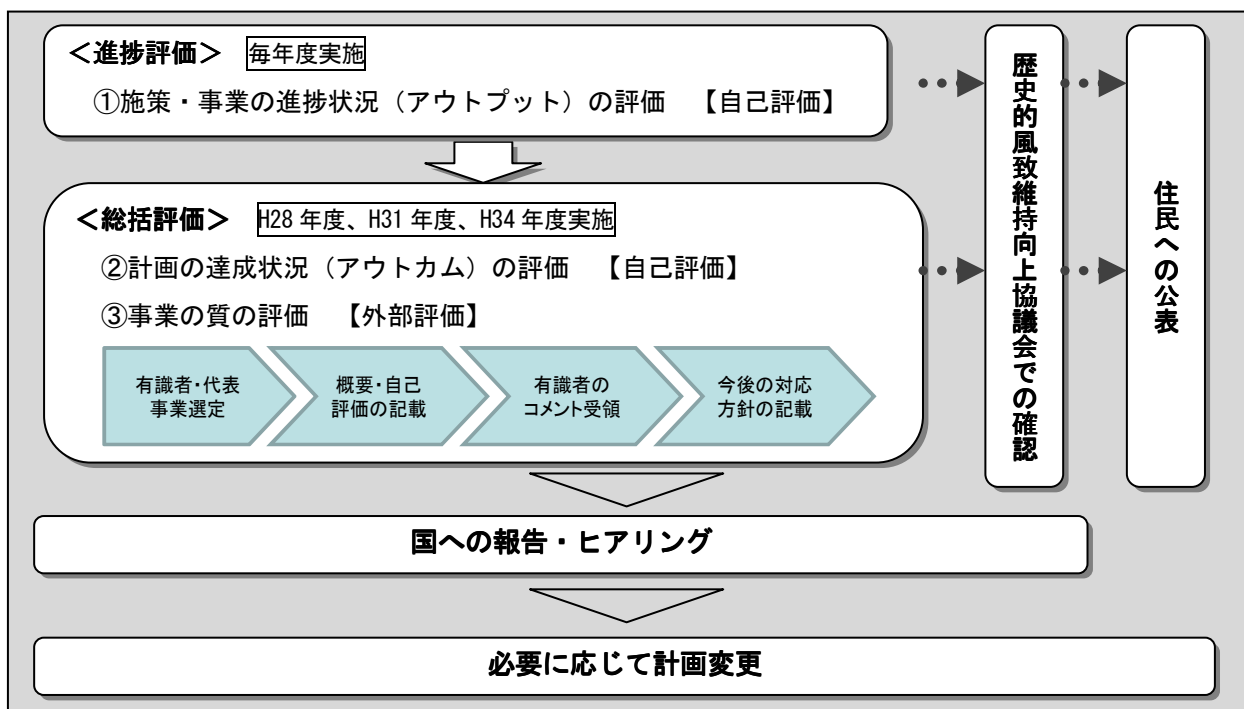 ＜進捗評価＞ 毎年度実施
①施策・事業の進捗状況（アウトプット）の評価 【自己評価】
＜総括評価＞ H28 年度、H31 年度、H34 年度実施
②計画の達成状況（アウトカム）の評価 【自己評価】
③事業の質の評価 【外部評価】
有識者・代表
事業選定
概要・自己
評価の記載
有識者の
コメント受領
今後の対応
方針の記載
歴史的風致維持向上協議会での確認
住民への公表
国への報告・ヒアリング
必要に応じて計画変更